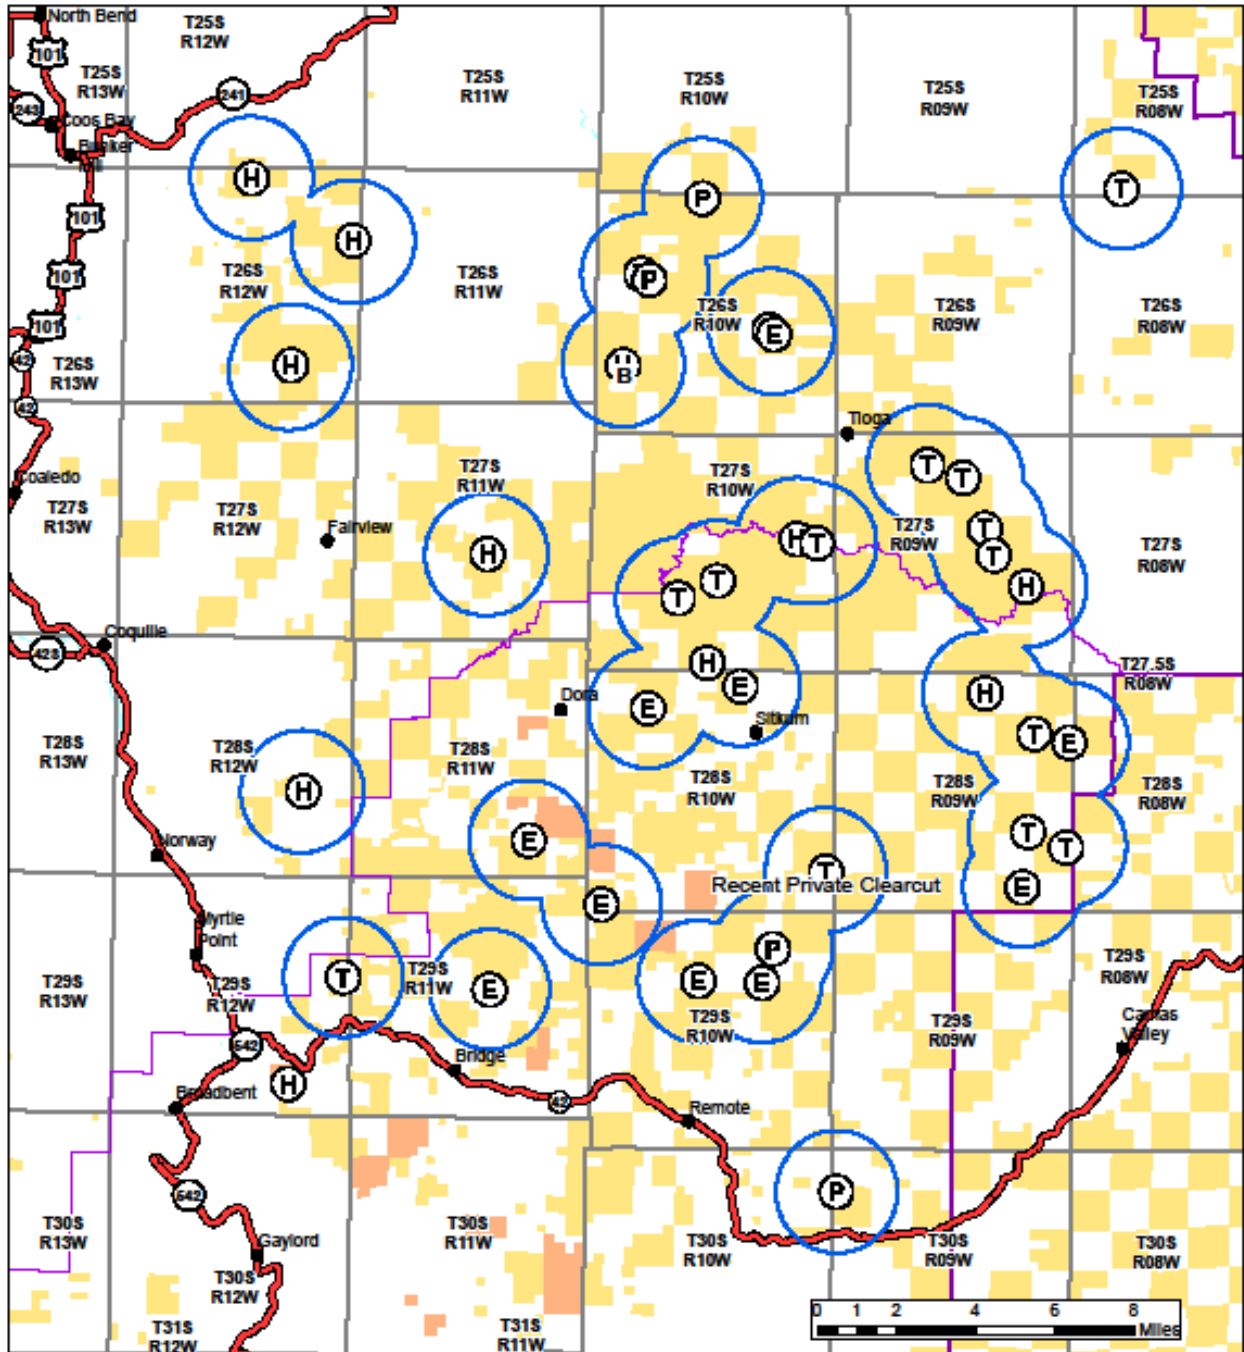 North Bend
T25S
R12W
101
T25S
R13W
T25S
R11W
T25S
R10W
T25S
R09W
T25S
R08W
241
243
Coos Bay
Bunker
Hill
H
P
T
101
H
T26S
R12W
T26S
R11W
P
101
T26S
R10W
T26S
R09W
T26S
R08W
E
101
42
T26S
R13W
H
B
42
Tioga
T27S
R11W
T27S
R10W
T
T
Coaledo
T27S
R13W
T27S
R12W
Fairview
H
H
T
T27S
R09W
T
T
T27S
R08W
T
T
H
Coquille
42S
H
E
T27.5S
R08W
H
Dora
E
Sitkum
T
E
T28S
R13W
T28S
R12W
T28S
R11W
T28S
R10W
T28S
R09W
T28S
R08W
H
E
T
T
Norway
T
Recent Private Clearcut
E
E
Myrtle
Point
P
T29S
R13W
T29S
R12W
T
T29S
R11W
E
E
E
T29S
R10W
T29S
R09W
T29S
R08W
Camas
Valley
542
Bridge
H
Broadbent
42
Remote
P
542
T30S
R13W
T30S
R11W
T30S
R10W
T30S
R09W
T30S
R08W
Gaylord
T30S
R12W
T31S
R12W
T31S
R11W
0 1 2 4 6 8
Miles